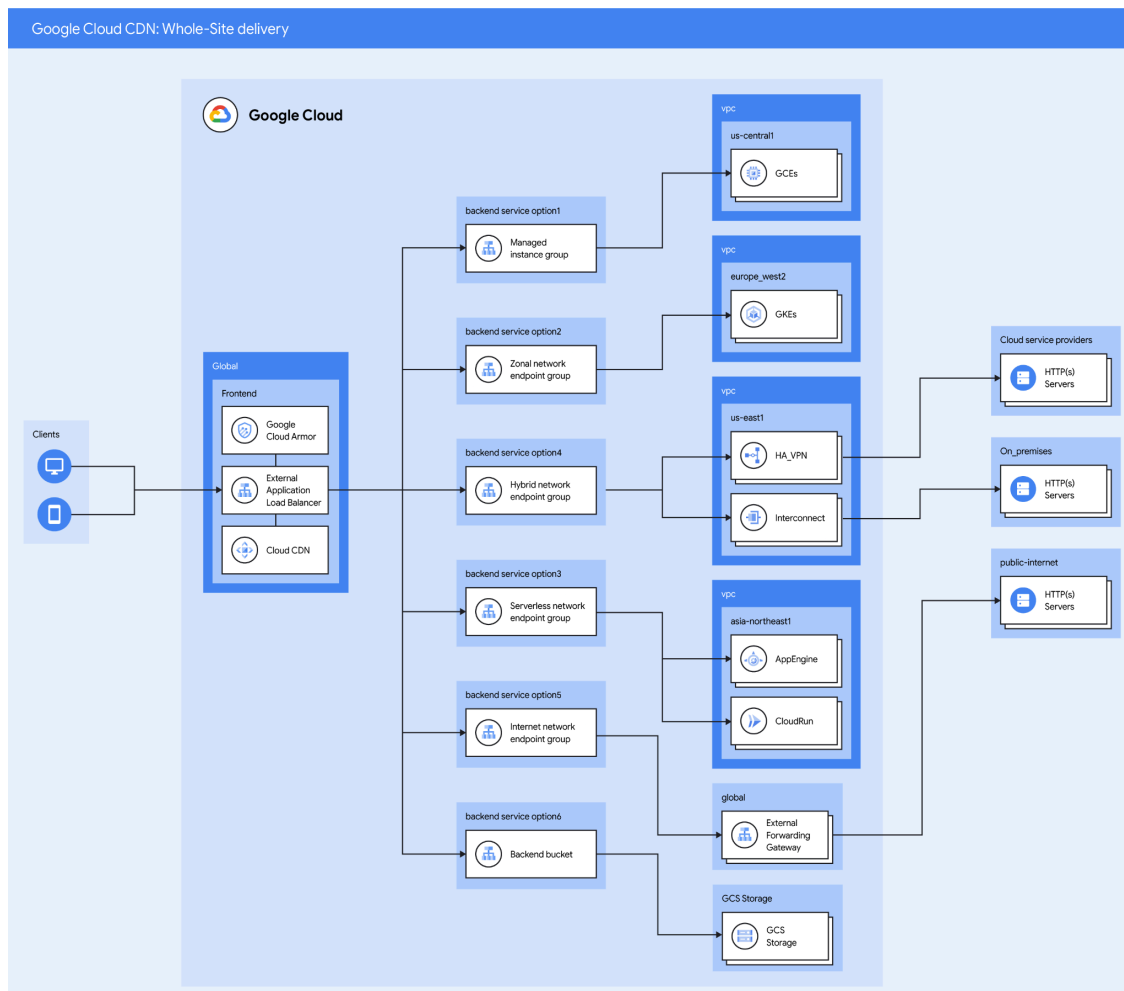 Google Cloud CDN: Whole-Site delivery
Google Cloud
Clients
Global
Frontend
Google
Cloud Armor
External
Application
Load Balancer
Cloud CDN
backend service option1
Managed
instance group
backend service option2
Zonal network
endpoint group
backend service option4
Hybrid network
endpoint group
backend service option3
Serverless network
endpoint group
backend service option5
Internet network
endpoint group
backend service option6
Backend bucket
vpc
us-central1
GCEs
vpc
europe_west2
GKEs
vpc
us-east1
HA_VPN
Interconnect
vpc
asia-northeast1
AppEngine
CloudRun
global
External
Forwarding
Gateway
GCS Storage
GCS
Storage
Cloud service providers
HTTP(s)
Servers
On_premises
HTTP(s)
Servers
public-internet
HTTP(s)
Servers